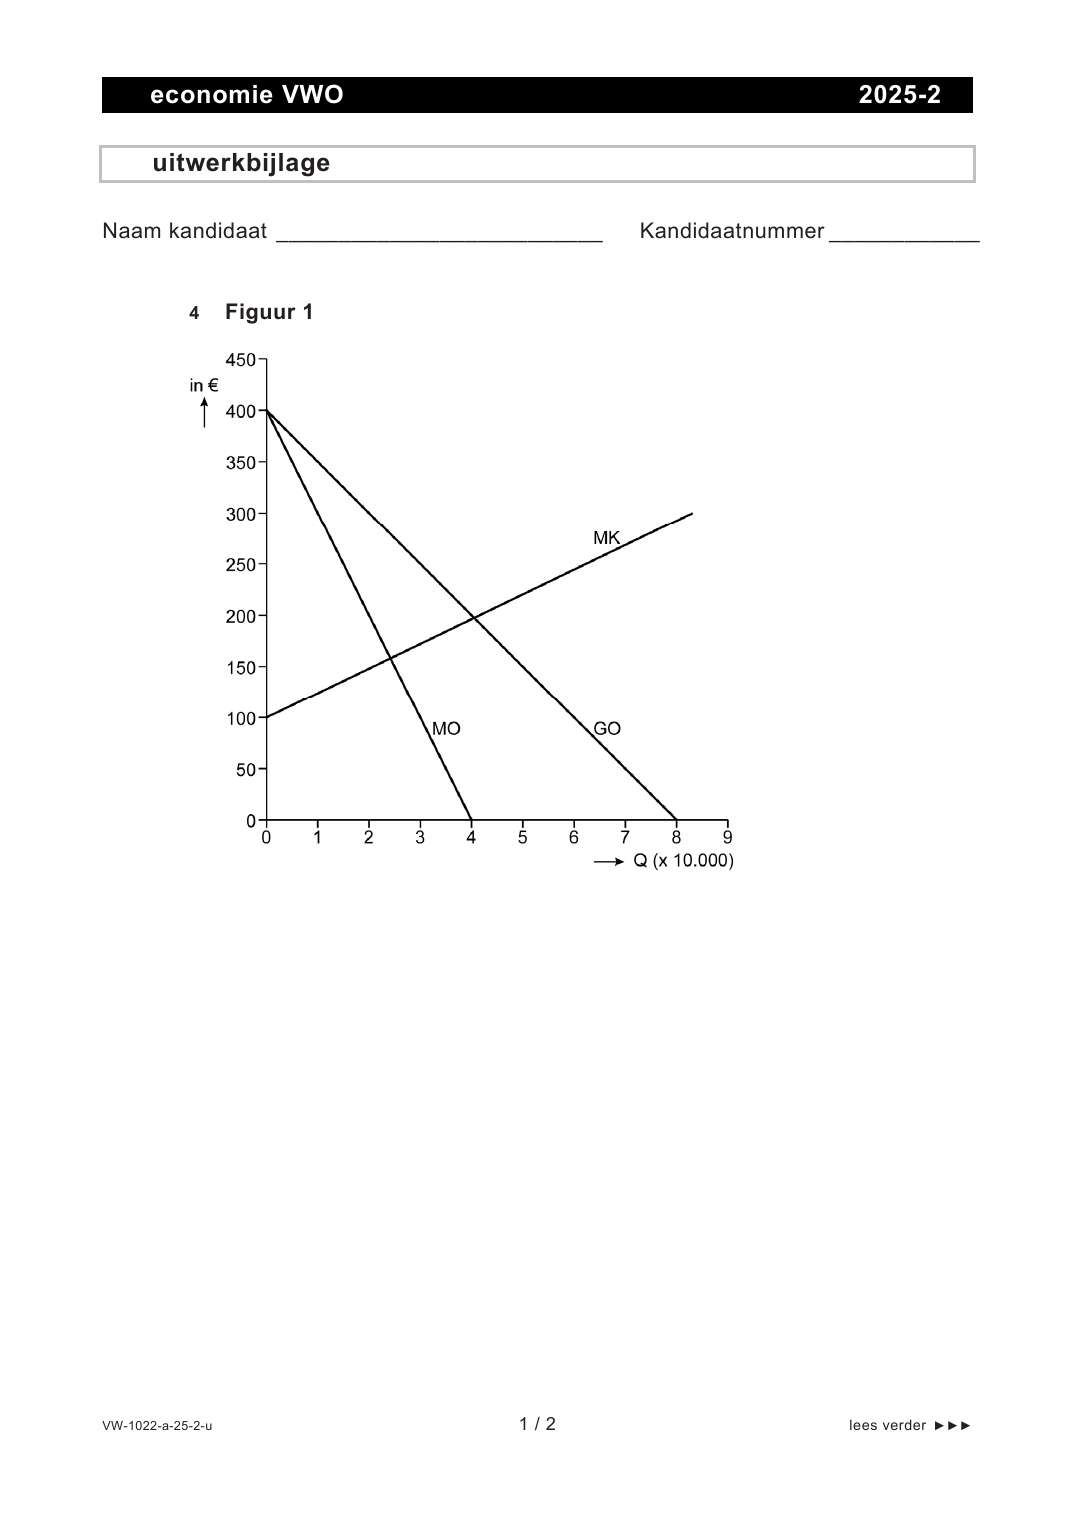 economie VWO 2025-2
uitwerkbijlage
Naam kandidaat __________________________ Kandidaatnummer ____________
4 Figuur 1
450
in €
400
350
300
MK
250
200
150
100
MO GO
50
0
0 1 2 3 4 5 6 7 8 9
Q (x 10.000)
VW-1022-a-25-2-u 1 / 2 lees verder ►►►